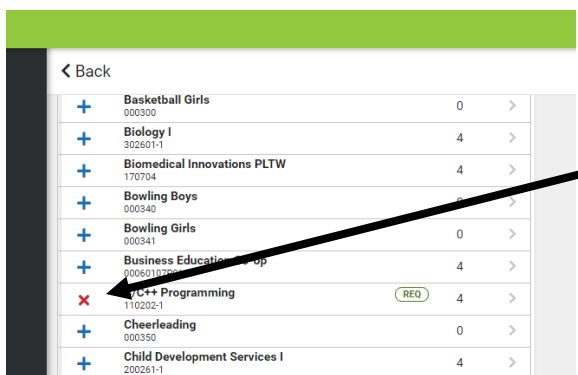 Back
Basketball Girls 0
000300
Biology I 4
302601-1
Biomedical Innovations PLTW 4
170704
Bowling Boys
000340
Bowling Girls 0
000341
Business Education 4
REQ
Programming 4
110202-1
Cheerleading 0
000350
Child Development Services I 4
200261-1